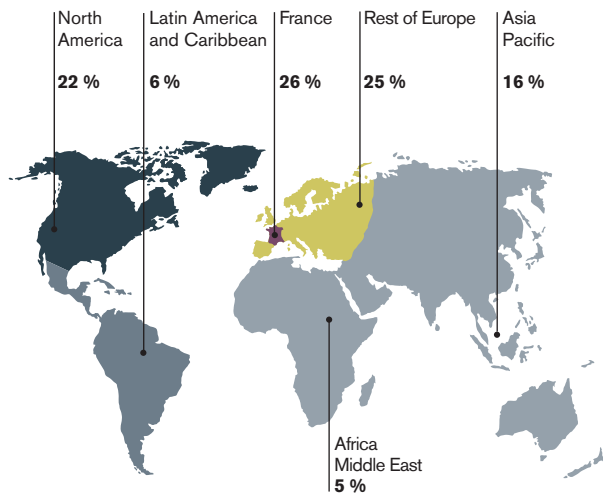 North
America
22 %
Latin America
and Caribbean
6 %
France
26 %
Rest of Europe
25 %
Asia
Pacific
16 %
Africa
Middle East
5 %